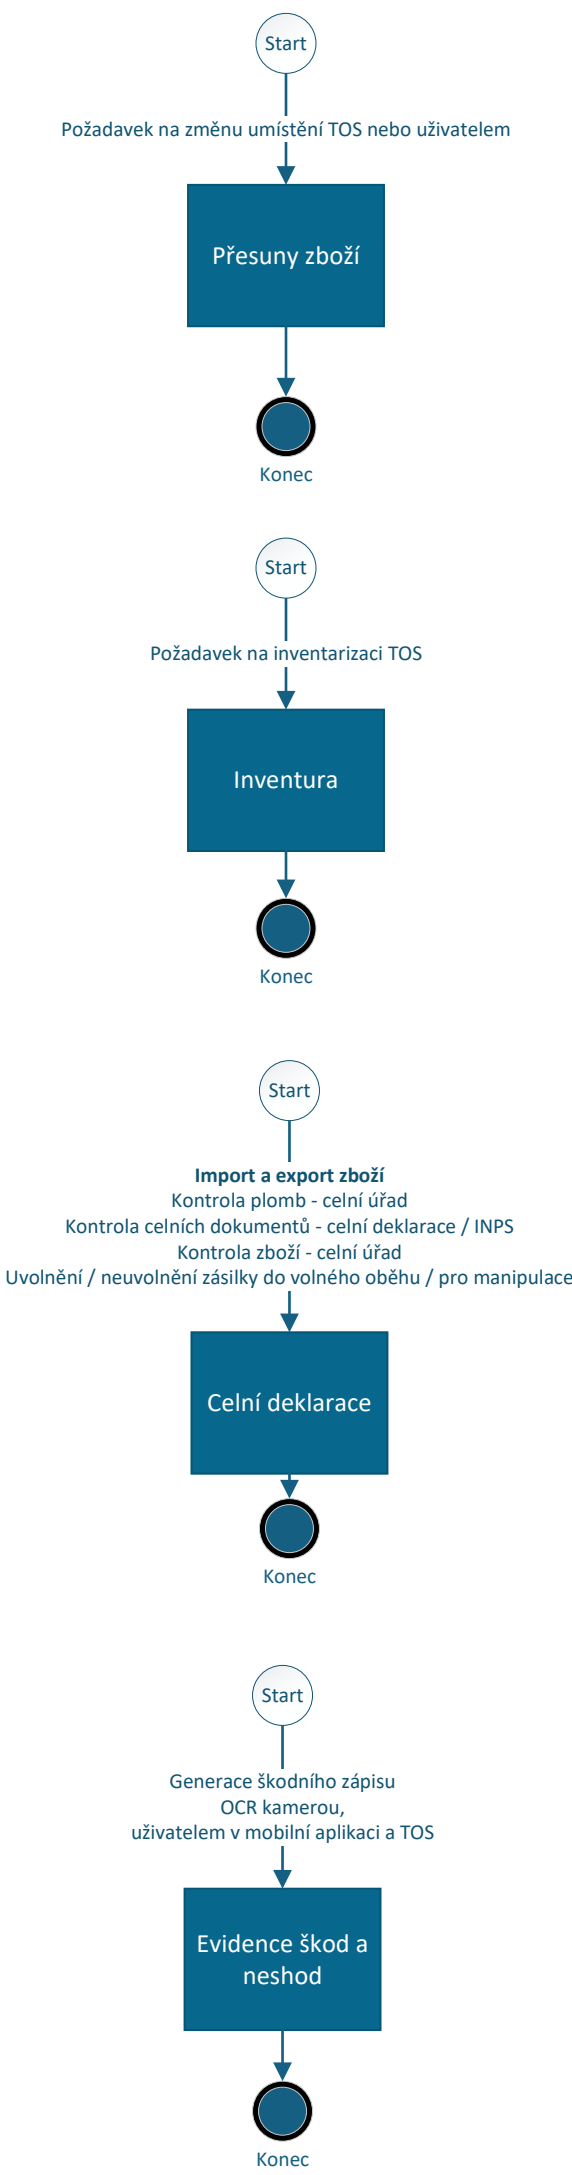 Start
Požadavek na změnu umístění TOS nebo uživatelem
Přesuny zboží
Konec
Start
Požadavek na inventarizaci TOS
Inventura
Konec
Start
Import a export zboží
Kontrola plomb - celní úřad
Kontrola celních dokumentů - celní deklarace / INPS
Kontrola zboží - celní úřad
Uvolnění / neuvolnění zásilky do volného oběhu / pro manipulace
Celní deklarace
Konec
Start
Generace škodního zápisu
OCR kamerou,
uživatelem v mobilní aplikaci a TOS
Evidence škod a
neshod
Konec